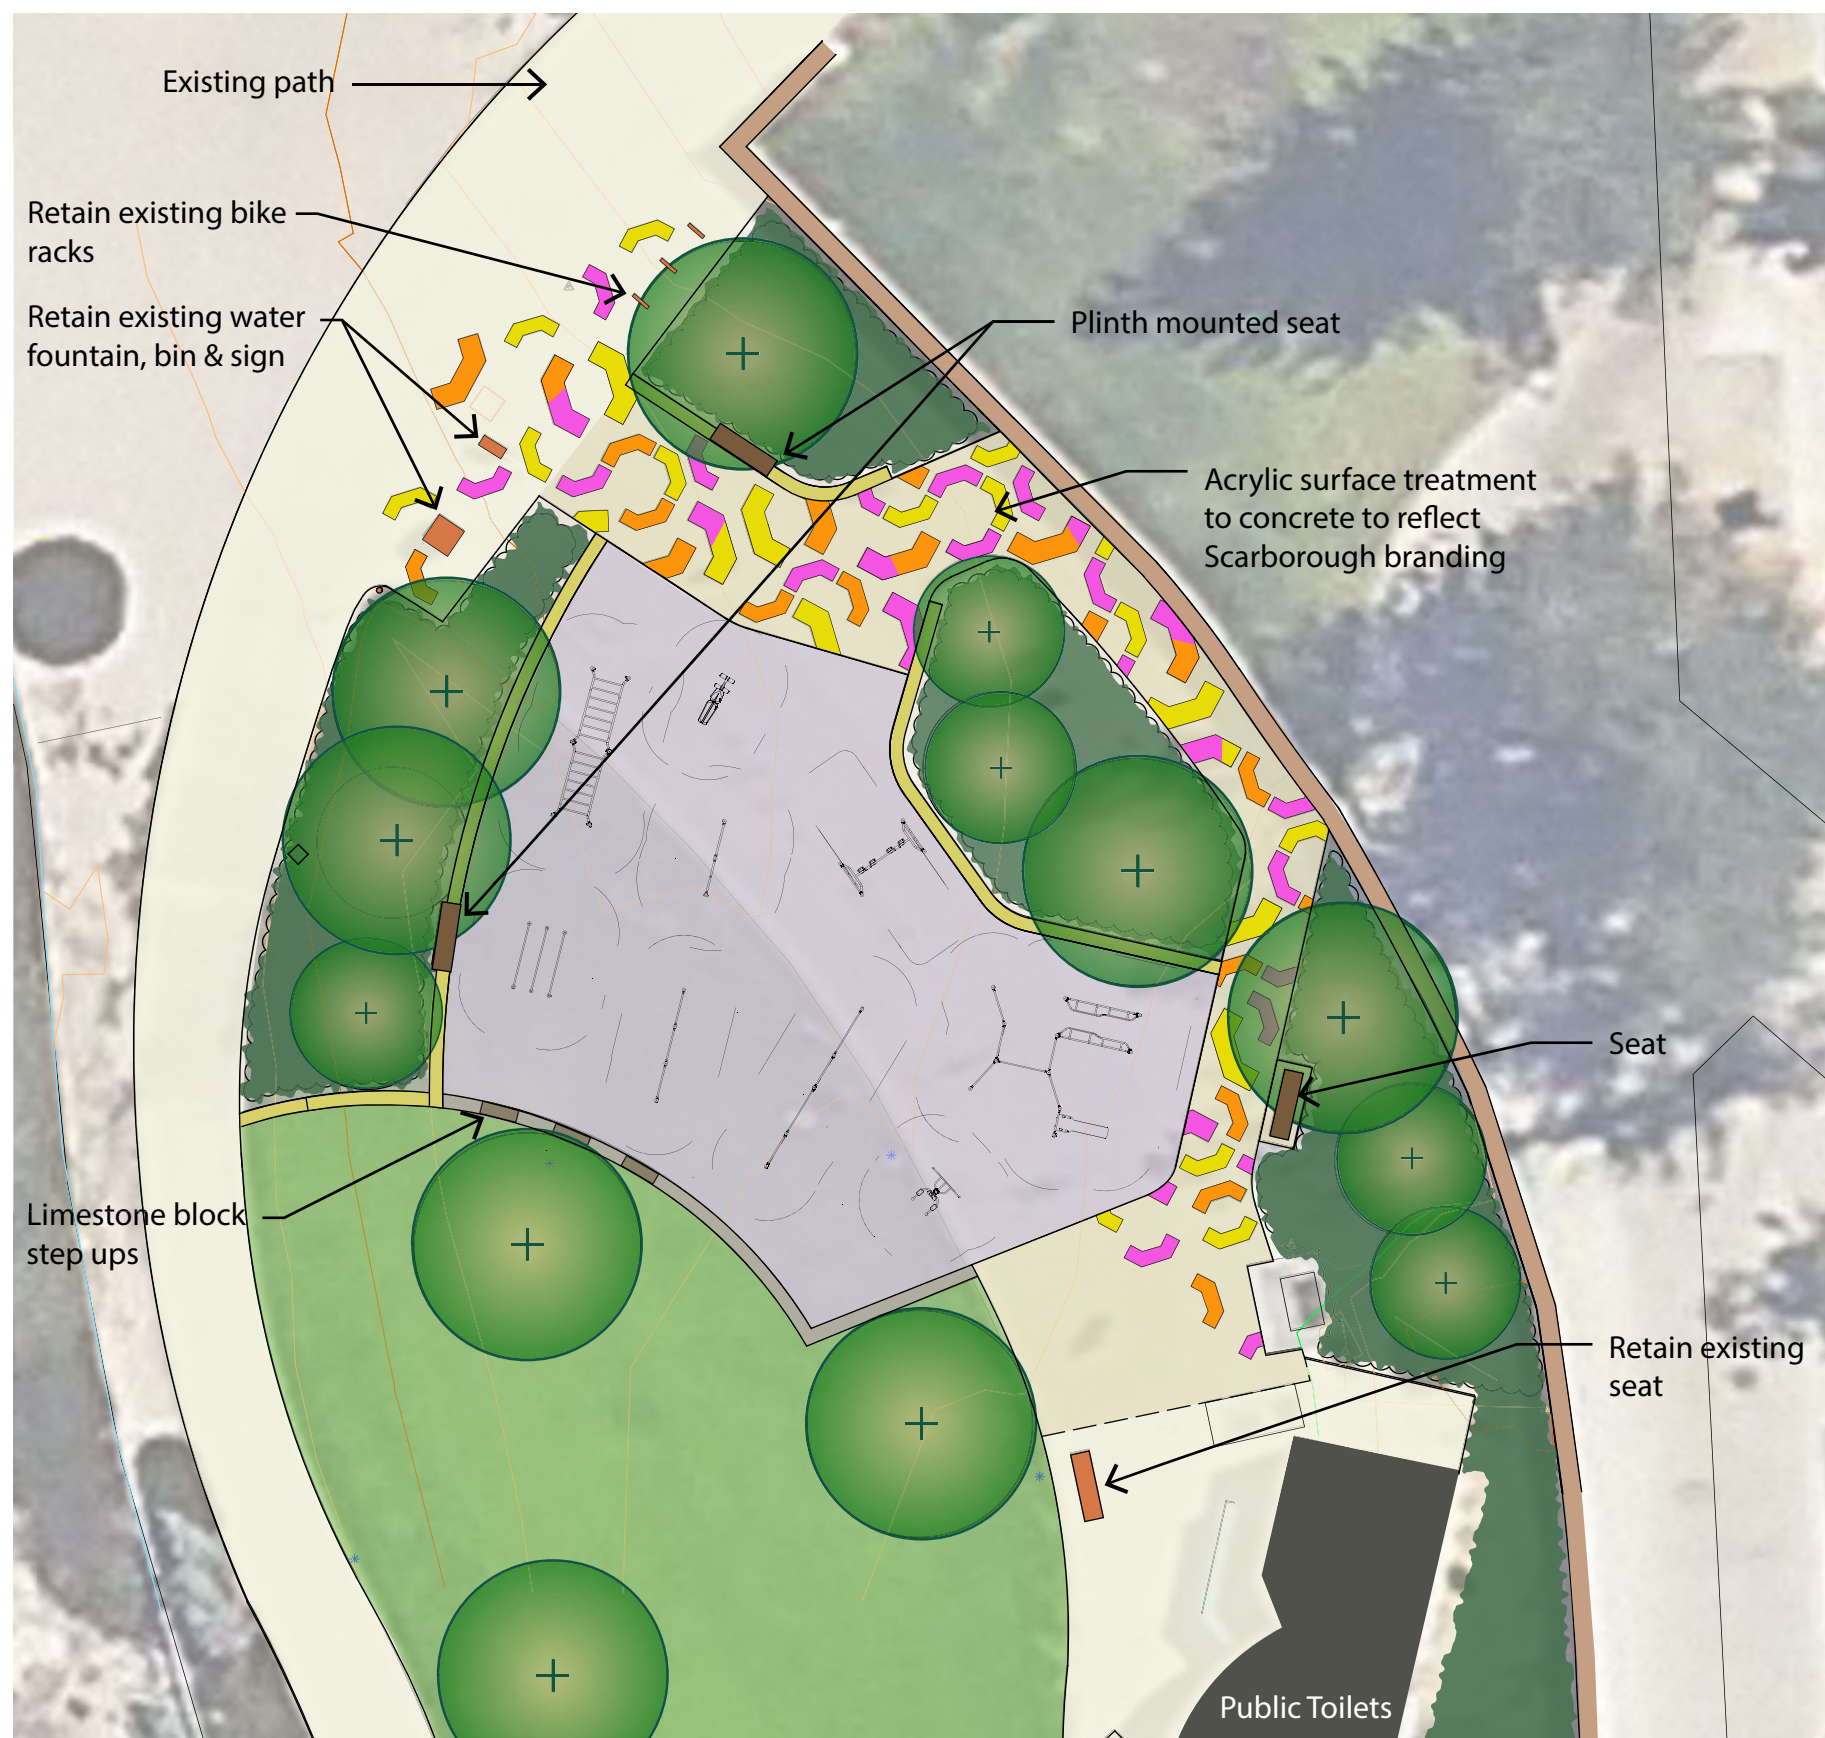 Existing path
Retain existing bike
racks
Retain existing water
fountain, bin & sign
Plinth mounted seat
Acrylic surface treatment
to concrete to reflect
Scarborough branding
Seat
Limestone block
step ups
Retain existing
seat
Public Toilets